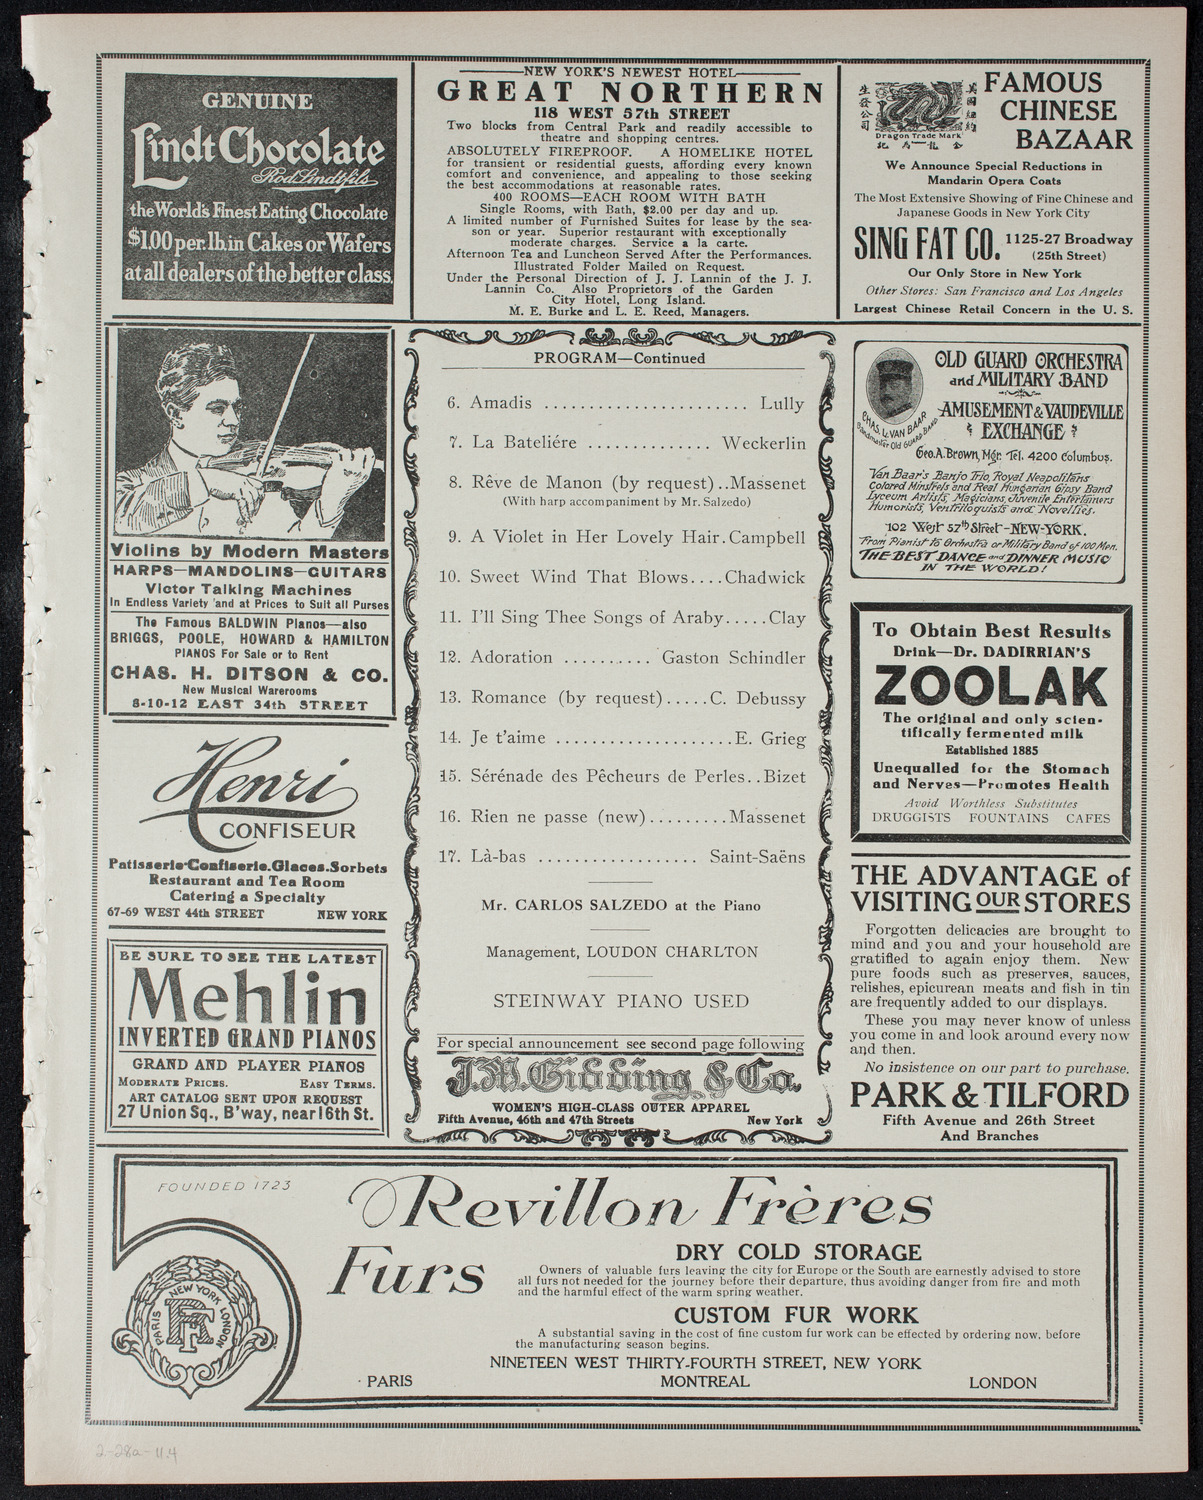 GENUINE
Lindt Chocolate
Rod. Lindt fils
the World's Finest Eating Chocolate
$1.00 per. lb. in Cakes or Wafers
at all dealers of the better class.
NEW YORK'S NEWEST HOTEL
GREAT NORTHERN
118 WEST 57th STREET
Two blocks from Central Park and readily accessible to
theatre and shopping centres.
ABSOLUTELY FIREPROOF. A HOMELIKE HOTEL
for transient or residential guests, affording every known
comfort and convenience, and appealing to those seeking
the best accommodations at reasonable rates.
400 ROOMS—EACH ROOM WITH BATH
Single Rooms, with Bath, $2.00 per day and up.
A limited number of Furnished Suites for lease by the sea-
son or year. Superior restaurant with exceptionally
moderate charges. Service a la carte.
Afternoon Tea and Luncheon Served After the Performances.
Illustrated Folder Mailed on Request.
Under the Personal Direction of J. J. Lannin of the J. J.
Lannin Co. Also Proprietors of the Garden
City Hotel, Long Island.
M. E. Burke and L. E. Reed, Managers.
生發公司
美國紐約
Dragon Trade Mark
FAMOUS
CHINESE
BAZAAR
We Announce Special Reductions in
Mandarin Opera Coats
The Most Extensive Showing of Fine Chinese and
Japanese Goods in New York City
SING FAT CO. 1125-27 Broadway
(25th Street)
Our Only Store in New York
Other Stores: San Francisco and Los Angeles
Largest Chinese Retail Concern in the U. S.
Violins by Modern Masters
HARPS—MANDOLINS—GUITARS
Victor Talking Machines
In Endless Variety and at Prices to Suit all Purses
The Famous BALDWIN Pianos—also
BRIGGS, POOLE, HOWARD & HAMILTON
PIANOS For Sale or to Rent
CHAS. H. DITSON & CO.
New Musical Warerooms
8-10-12 EAST 34th STREET
Henri
CONFISEUR
Patisserie.Confiserie.Glaces.Sorbets
Restaurant and Tea Room
Catering a Specialty
67-69 WEST 44th STREET NEW YORK
BE SURE TO SEE THE LATEST
Mehlin
INVERTED GRAND PIANOS
GRAND AND PLAYER PIANOS
MODERATE PRICES. EASY TERMS.
ART CATALOG SENT UPON REQUEST
27 Union Sq., B'way, near 16th St.
PROGRAM—Continued
6. Amadis ....................... Lully
7. La Bateliére .............. Weckerlin
8. Rêve de Manon (by request)..Massenet
(With harp accompaniment by Mr. Salzedo)
9. A Violet in Her Lovely Hair.Campbell
10. Sweet Wind That Blows....Chadwick
11. I'll Sing Thee Songs of Araby.....Clay
12. Adoration .......... Gaston Schindler
13. Romance (by request).....C. Debussy
14. Je t'aime ...................E. Grieg
15. Sérénade des Pêcheurs de Perles..Bizet
16. Rien ne passe (new).........Massenet
17. Là-bas .................. Saint-Saëns
Mr. CARLOS SALZEDO at the Piano
Management, LOUDON CHARLTON
STEINWAY PIANO USED
For special announcement see second page following
J.M. Gidding & Co.
WOMEN'S HIGH-CLASS OUTER APPAREL
Fifth Avenue, 46th and 47th Streets New York
CHAS. L. VAN BAAR
Bandmaster Old GUARD BAND
OLD GUARD ORCHESTRA
and MILITARY BAND
AMUSEMENT & VAUDEVILLE
EXCHANGE
Geo. A. Brown, Mgr. Tel. 4200 Columbus.
Van Baar's Banjo Trio, Royal Neapolitans
Colored Minstrels and Real Hungarian Gipsy Band
Lyceum Artists, Magicians, Juvenile Entertainers
Humorists, Ventriloquists and Novelties.
102 West 57th Street - NEW-YORK.
From Pianist to Orchestra or Military Band of 100 Men.
THE BEST DANCE and DINNER MUSIC
IN THE WORLD!
To Obtain Best Results
Drink—Dr. DADIRRIAN'S
ZOOLAK
The original and only scien-
tifically fermented milk
Established 1885
Unequalled for the Stomach
and Nerves—Promotes Health
Avoid Worthless Substitutes
DRUGGISTS FOUNTAINS CAFES
THE ADVANTAGE of
VISITING OUR STORES
Forgotten delicacies are brought to
mind and you and your household are
gratified to again enjoy them. New
pure foods such as preserves, sauces,
relishes, epicurean meats and fish in tin
are frequently added to our displays.
These you may never know of unless
you come in and look around every now
and then.
No insistence on our part to purchase.
PARK & TILFORD
Fifth Avenue and 26th Street
And Branches
FOUNDED 1723
Revillon Frères
Furs
PARIS NEW YORK LONDON
RF
DRY COLD STORAGE
Owners of valuable furs leaving the city for Europe or the South are earnestly advised to store
all furs not needed for the journey before their departure, thus avoiding danger from fire and moth
and the harmful effect of the warm spring weather.
CUSTOM FUR WORK
A substantial saving in the cost of fine custom fur work can be effected by ordering now, before
the manufacturing season begins.
NINETEEN WEST THIRTY-FOURTH STREET, NEW YORK
PARIS MONTREAL LONDON
2-28a-11.4